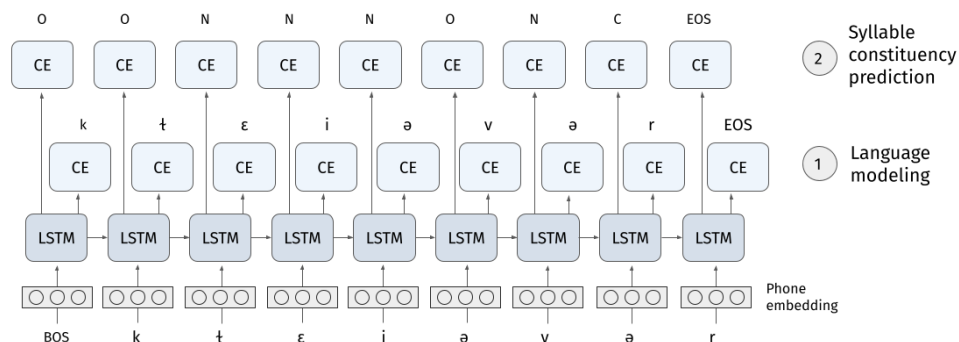 O O N N N O N C EOS
CE CE CE CE CE CE CE CE CE
2 Syllable
constituency
prediction
k ɫ ɛ i ə v ə r EOS
CE CE CE CE CE CE CE CE CE
1 Language
modeling
LSTM LSTM LSTM LSTM LSTM LSTM LSTM LSTM LSTM
Phone
embedding
BOS k ɫ ɛ i ə v ə r